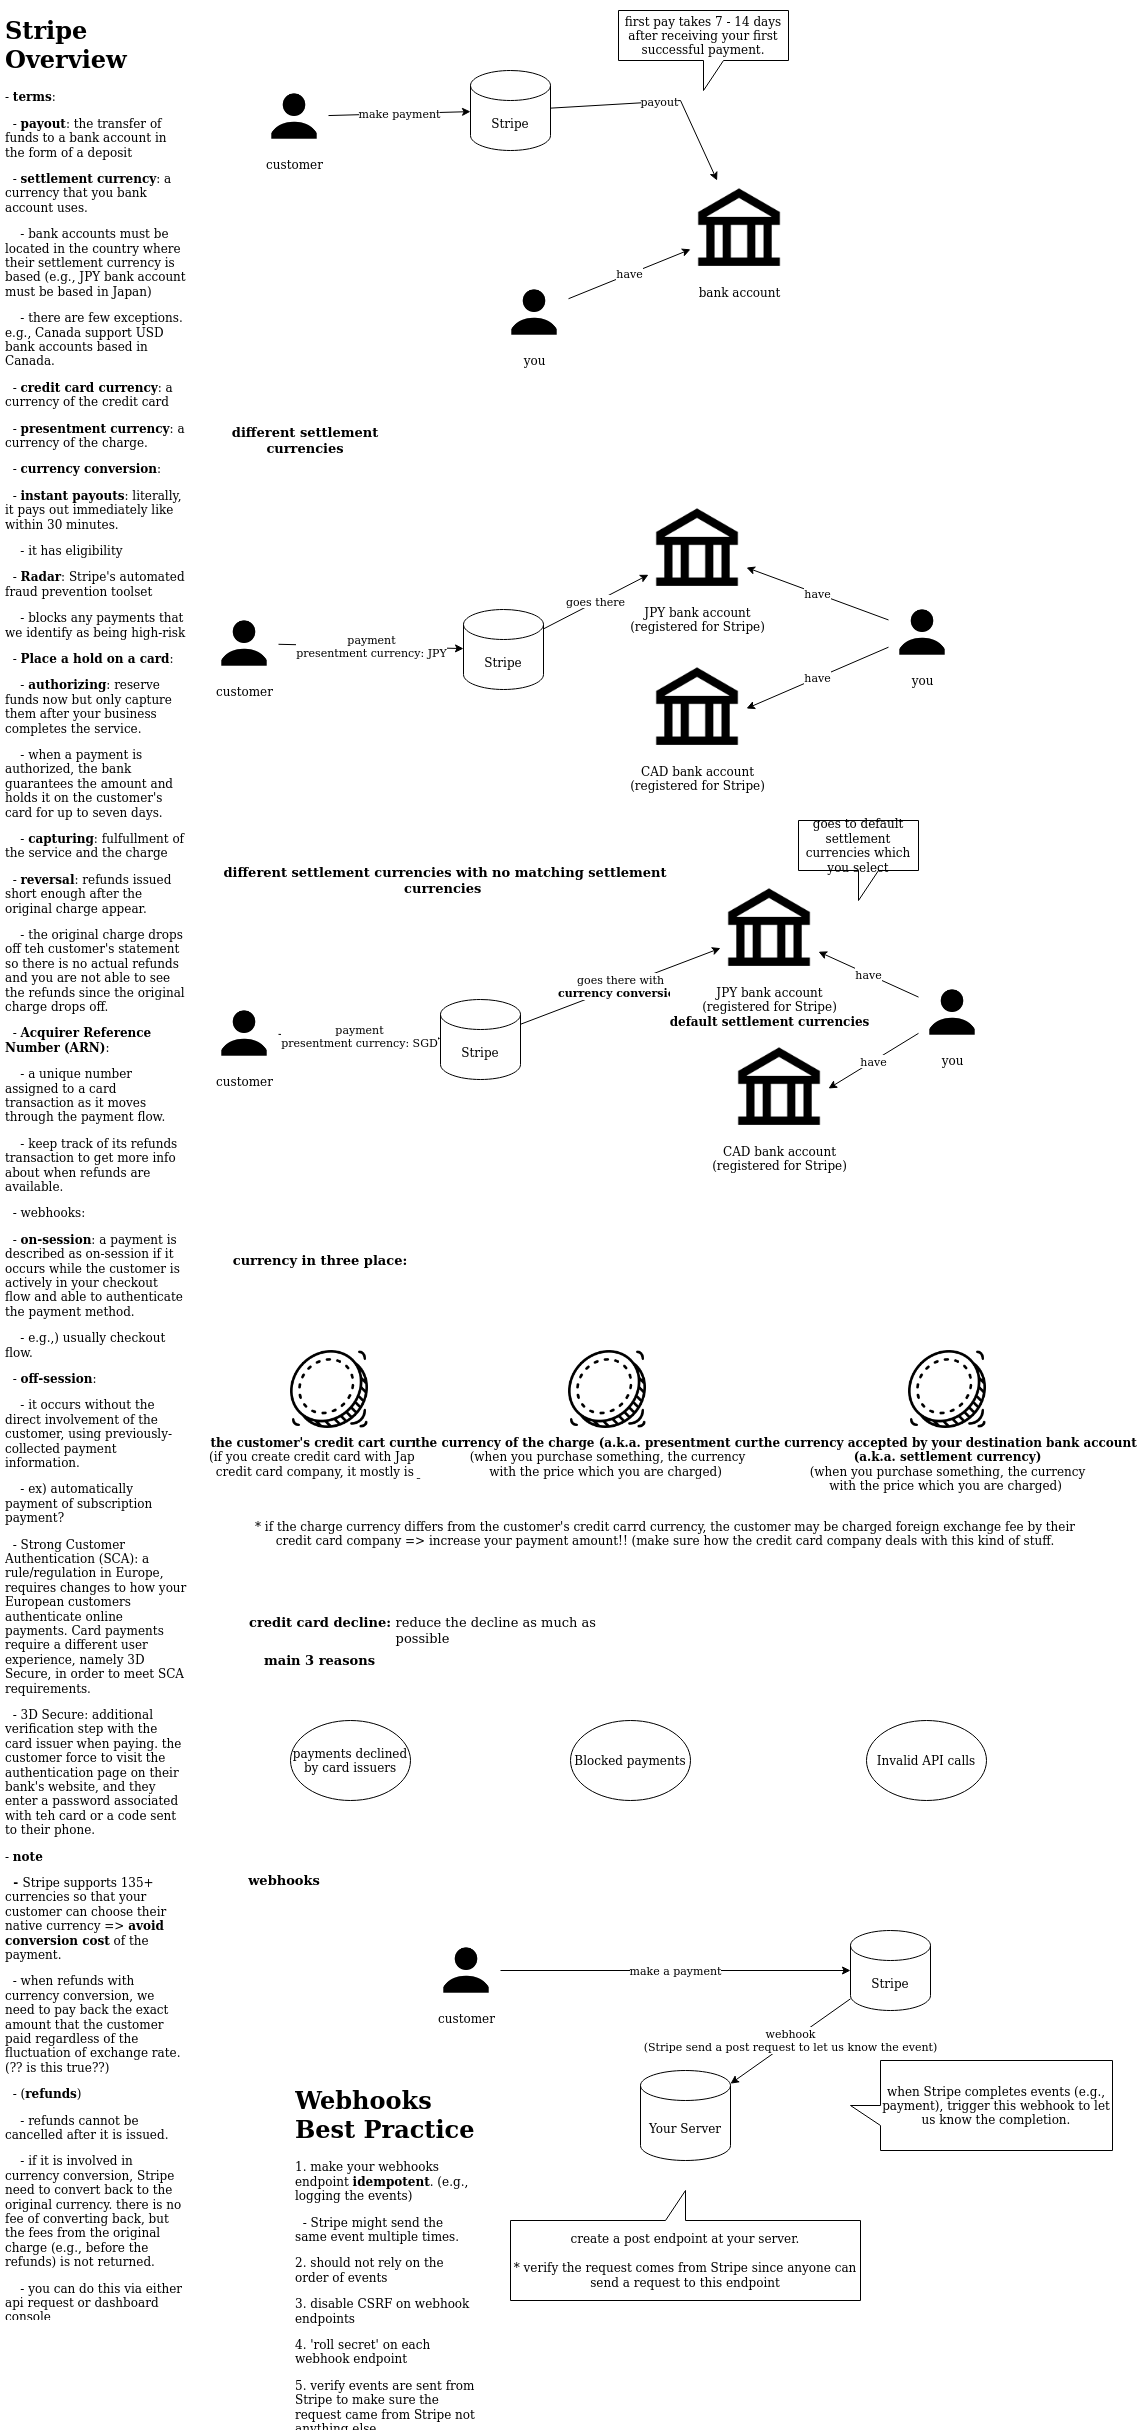 Stripe
Overview
- terms:
- payout: the transfer of
funds to a bank account in
the form of a deposit
- settlement currency: a
currency that you bank
account uses.
- bank accounts must be
located in the country where
their settlement currency is
based (e.g., JPY bank account
must be based in Japan)
- there are few exceptions.
e.g., Canada support USD
bank accounts based in
Canada.
- credit card currency: a
currency of the credit card
- presentment currency: a
currency of the charge.
- currency conversion:
- instant payouts: literally,
it pays out immediately like
within 30 minutes.
- it has eligibility
- Radar: Stripe's automated
fraud prevention toolset
- blocks any payments that
we identify as being high-risk
- Place a hold on a card:
- authorizing: reserve
funds now but only capture
them after your business
completes the service.
- when a payment is
authorized, the bank
guarantees the amount and
holds it on the customer's
card for up to seven days.
- capturing: fulfullment of
the service and the charge
- reversal: refunds issued
short enough after the
original charge appear.
- the original charge drops
off teh customer's statement
so there is no actual refunds
and you are not able to see
the refunds since the original
charge drops off.
- Acquirer Reference
Number (ARN):
- a unique number
assigned to a card
transaction as it moves
through the payment flow.
- keep track of its refunds
transaction to get more info
about when refunds are
available.
- webhooks:
- on-session: a payment is
described as on-session if it
occurs while the customer is
actively in your checkout
flow and able to authenticate
the payment method.
- e.g.,) usually checkout
flow.
- off-session:
- it occurs without the
direct involvement of the
customer, using previously-
collected payment
information.
- ex) automatically
payment of subscription
payment?
- Strong Customer
Authentication (SCA): a
rule/regulation in Europe,
requires changes to how your
European customers
authenticate online
payments. Card payments
require a different user
experience, namely 3D
Secure, in order to meet SCA
requirements.
- 3D Secure: additional
verification step with the
card issuer when paying. the
customer force to visit the
authentication page on their
bank's website, and they
enter a password associated
with teh card or a code sent
to their phone.
- note
- Stripe supports 135+
currencies so that your
customer can choose their
native currency => avoid
conversion cost of the
payment.
- when refunds with
currency conversion, we
need to pay back the exact
amount that the customer
paid regardless of the
fluctuation of exchange rate.
(?? is this true??)
- (refunds)
- refunds cannot be
cancelled after it is issued.
- if it is involved in
currency conversion, Stripe
need to convert back to the
original currency. there is no
fee of converting back, but
the fees from the original
charge (e.g., before the
refunds) is not returned.
- you can do this via either
api request or dashboard
console
first pay takes 7 - 14 days
after receiving your first
successful payment.
customer
make payment
Stripe
payout
bank account
have
you
different settlement
currencies
customer
payment
presentment currency: JPY
Stripe
goes there
JPY bank account
(registered for Stripe)
have
you
have
CAD bank account
(registered for Stripe)
different settlement currencies with no matching settlement
currencies
goes to default
settlement
currencies which
you select
customer
payment
presentment currency: SGD
Stripe
goes there with
currency
JPY bank account
(registered for Stripe)
default settlement currencies
have
you
have
CAD bank account
(registered for Stripe)
currency in three place:
the customer's credit cart
(if you create credit card with Jap
credit card company, it mostly is
the currency of the charge (a.k.a. presentment
(when you purchase something, the currency
with the price which you are charged)
the currency accepted by your destination bank account
(a.k.a. settlement currency)
(when you purchase something, the currency
with the price which you are charged)
* if the charge currency differs from the customer's credit carrd currency, the customer may be charged foreign exchange fee by their
credit card company => increase your payment amount!! (make sure how the credit card company deals with this kind of stuff.
credit card decline: reduce the decline as much as
possible
main 3 reasons
payments declined
by card issuers
Blocked payments
Invalid API calls
webhooks
customer
make a payment
Stripe
webhook
(Stripe send a post request to let us know the event)
Your Server
when Stripe completes events (e.g.,
payment), trigger this webhook to let
us know the completion.
create a post endpoint at your server.
* verify the request comes from Stripe since anyone can
send a request to this endpoint
Webhooks
Best Practice
1. make your webhooks
endpoint idempotent. (e.g.,
logging the events)
- Stripe might send the
same event multiple times.
2. should not rely on the
order of events
3. disable CSRF on webhook
endpoints
4. 'roll secret' on each
webhook endpoint
5. verify events are sent from
Stripe to make sure the
request came from Stripe not
anything else